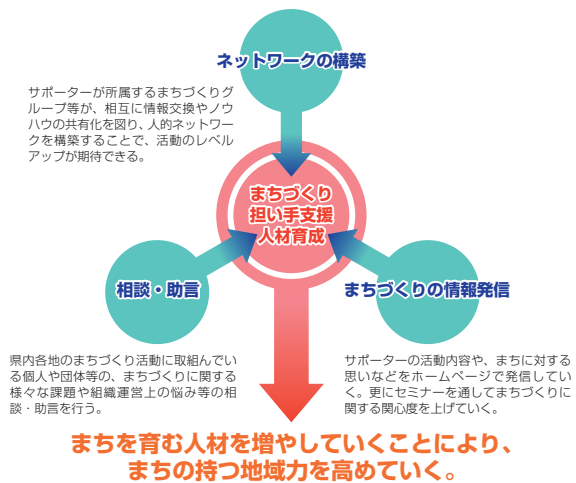 ネットワークの構築
サポーターが所属するまちづくりグ
ループ等が、相互に情報交換やノウ
ハウの共有化を図り、人的ネットワー
クを構築することで、活動のレベル
アップが期待できる。
まちづくり
担い手支援
人材育成
相談・助言
県内各地のまちづくり活動に取組んでい
る個人や団体等の、まちづくりに関する
様々な課題や組織運営上の悩み等の相
談・助言を行う。
まちづくりの情報発信
サポーターの活動内容や、まちに対する
思いなどをホームページで発信してい
く。更にセミナーを通してまちづくりに
関する関心度を上げていく。
まちを育む人材を増やしていくことにより、
まちの持つ地域力を高めていく。